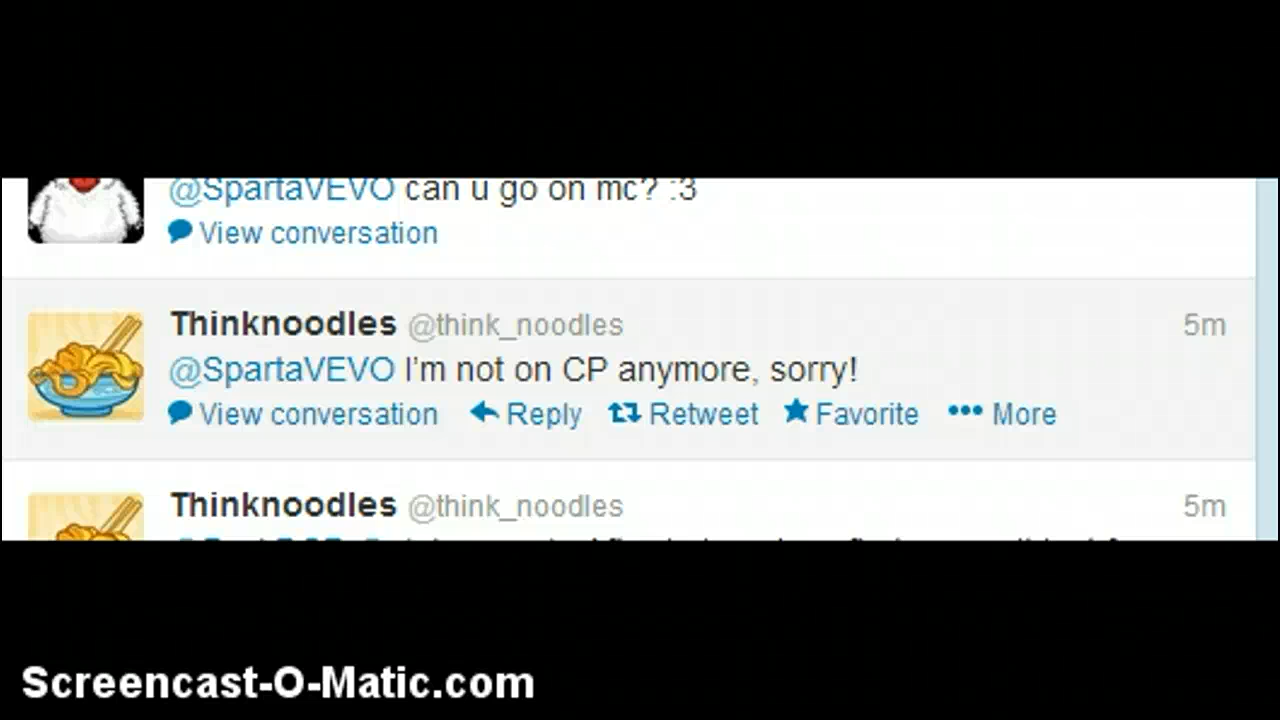 @SpartaVEVO can u go on mc? :3
View conversation
Thinknoodles @think_noodles 5m
@SpartaVEVO I'm not on CP anymore, sorry!
View conversation Reply Retweet Favorite More
Thinknoodles @think_noodles 5m
Screencast-O-Matic.com